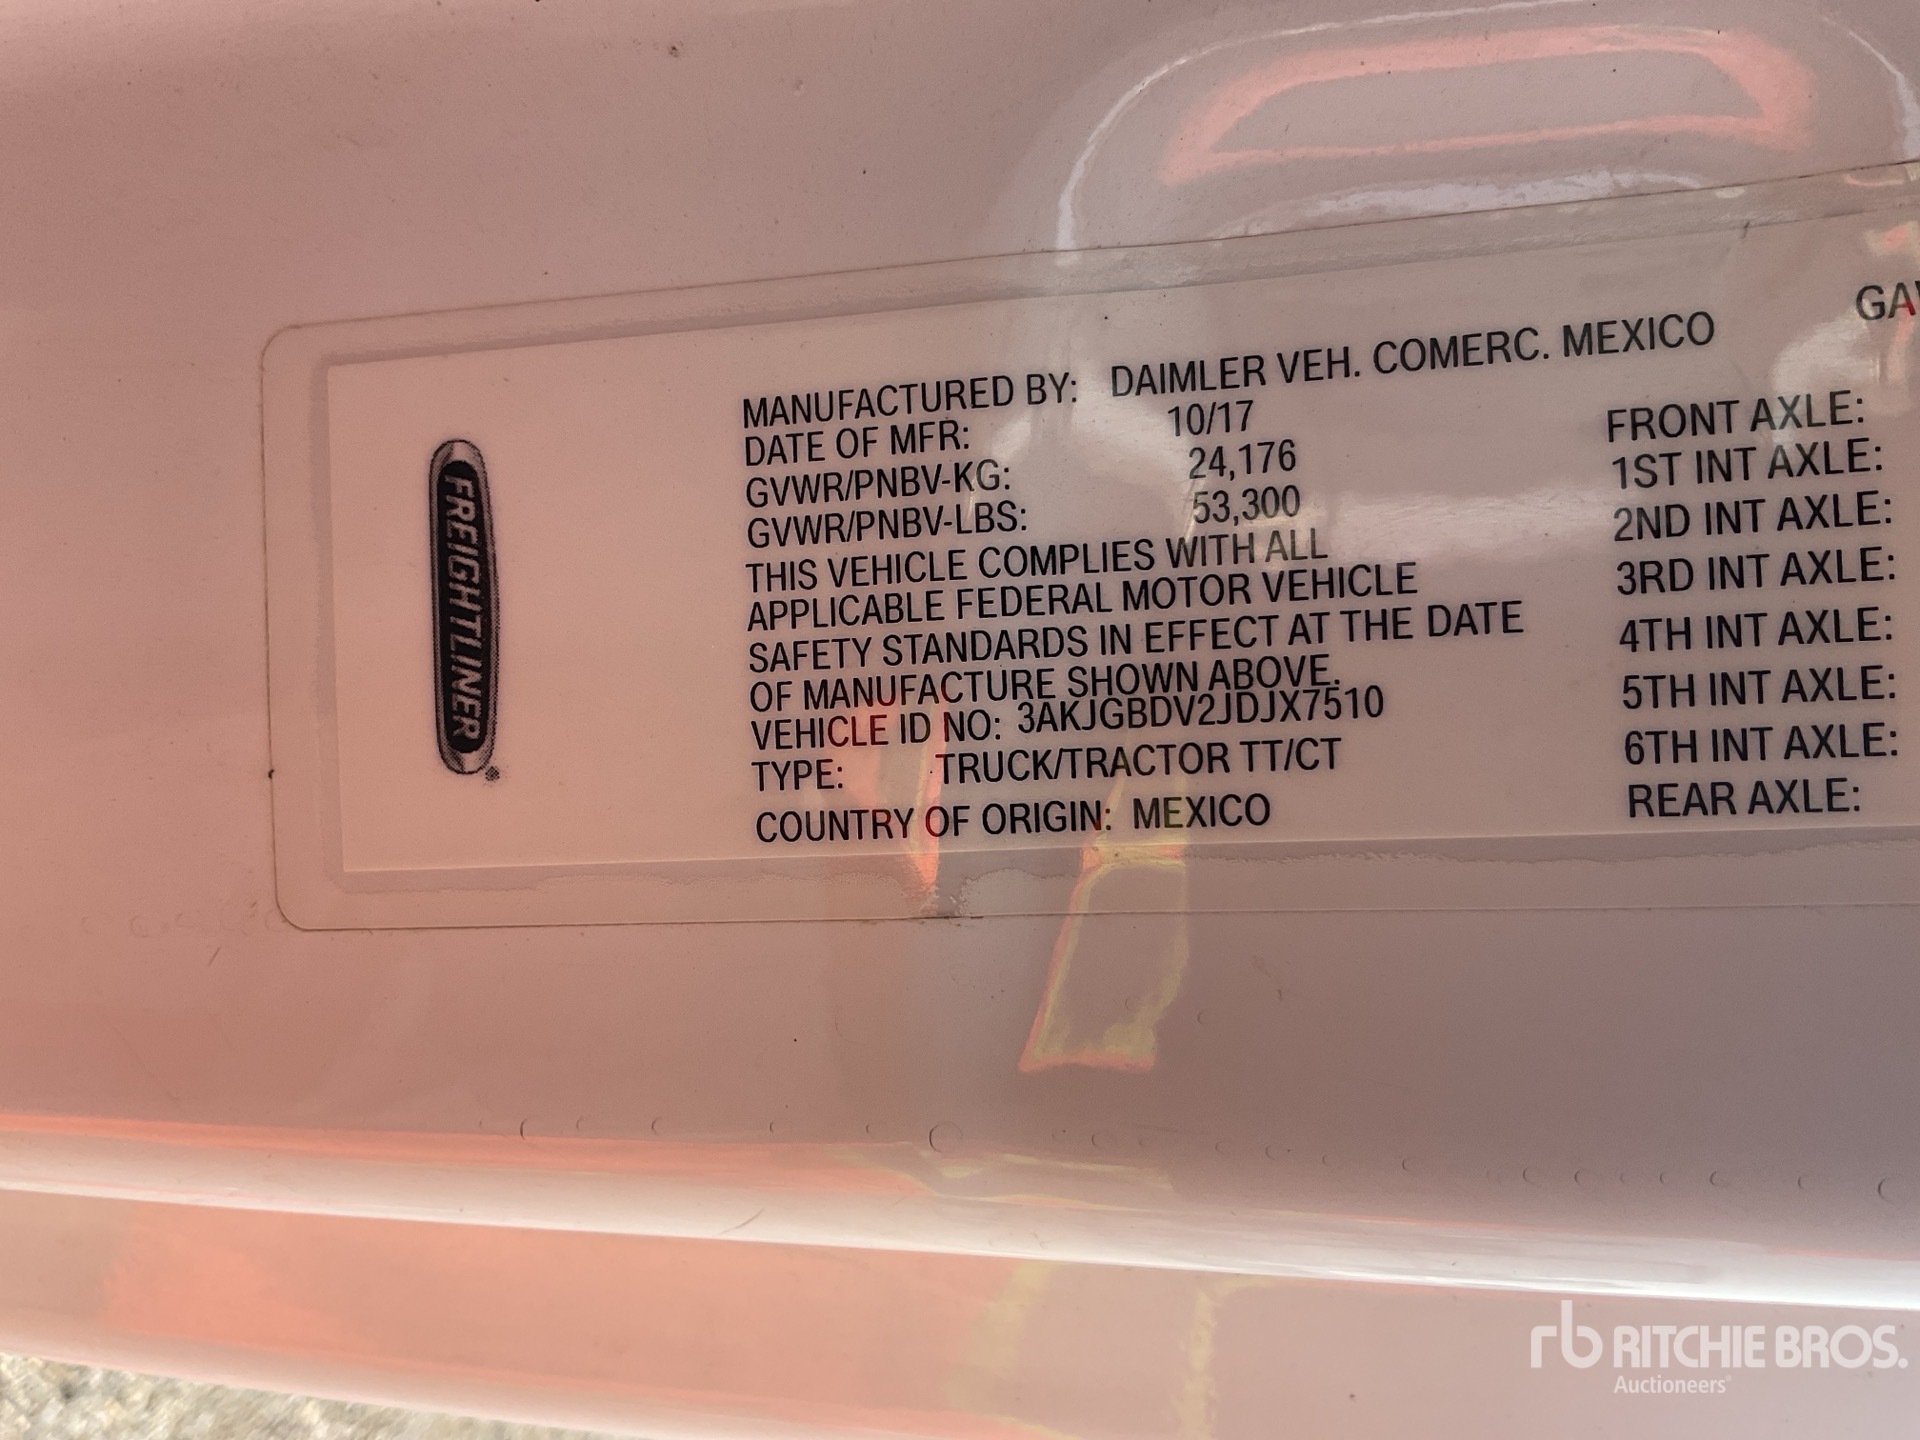 FREIGHTLINER
MANUFACTURED BY: DAIMLER VEH. COMERC. MEXICO
DATE OF MFR: 10/17
GVWR/PNBV-KG: 24,176
GVWR/PNBV-LBS: 53,300
THIS VEHICLE COMPLIES WITH ALL
APPLICABLE FEDERAL MOTOR VEHICLE
SAFETY STANDARDS IN EFFECT AT THE DATE
OF MANUFACTURE SHOWN ABOVE.
VEHICLE ID NO: 3AKJGBDV2JDJX7510
TYPE: TRUCK/TRACTOR TT/CT
COUNTRY OF ORIGIN: MEXICO
FRONT AXLE:
1ST INT AXLE:
2ND INT AXLE:
3RD INT AXLE:
4TH INT AXLE:
5TH INT AXLE:
6TH INT AXLE:
REAR AXLE:
rb RITCHIE BROS.
Auctioneers